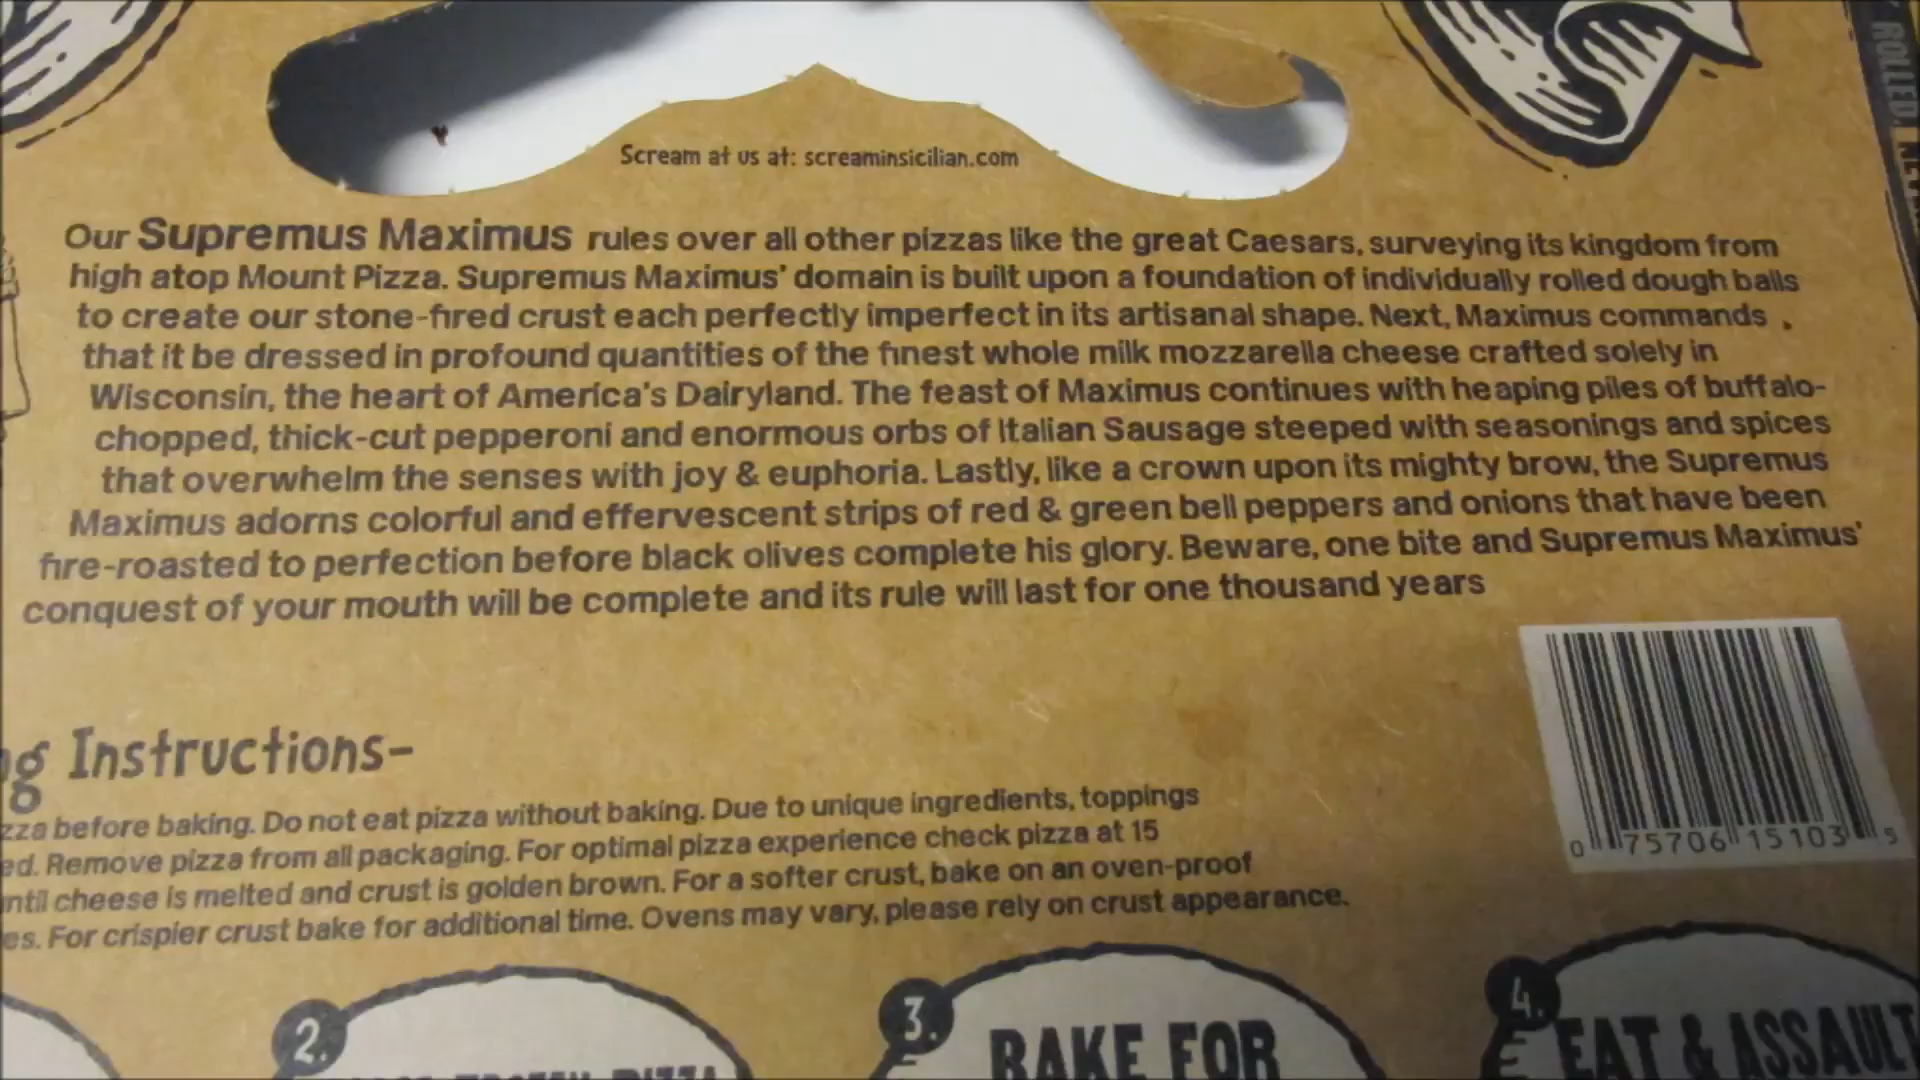 ROLLED.
Scream at us at: screaminsicilian.com
Our Supremus Maximus rules over all other pizzas like the great Caesars, surveying its kingdom from
high atop Mount Pizza. Supremus Maximus' domain is built upon a foundation of individually rolled dough balls
to create our stone-fired crust each perfectly imperfect in its artisanal shape. Next, Maximus commands
that it be dressed in profound quantities of the finest whole milk mozzarella cheese crafted solely in
Wisconsin, the heart of America's Dairyland. The feast of Maximus continues with heaping piles of buffalo-
chopped, thick-cut pepperoni and enormous orbs of Italian Sausage steeped with seasonings and spices
that overwhelm the senses with joy & euphoria. Lastly, like a crown upon its mighty brow, the Supremus
Maximus adorns colorful and effervescent strips of red & green bell peppers and onions that have been
fire-roasted to perfection before black olives complete his glory. Beware, one bite and Supremus Maximus'
conquest of your mouth will be complete and its rule will last for one thousand years
g Instructions-
zza before baking. Do not eat pizza without baking. Due to unique ingredients, toppings
ed. Remove pizza from all packaging. For optimal pizza experience check pizza at 15
ntil cheese is melted and crust is golden brown. For a softer crust, bake on an oven-proof
es. For crispier crust bake for additional time. Ovens may vary, please rely on crust appearance.
0 75706 15103 5
2.
PIZZA
3.
BAKE FOR
4.
EAT & ASSAULT